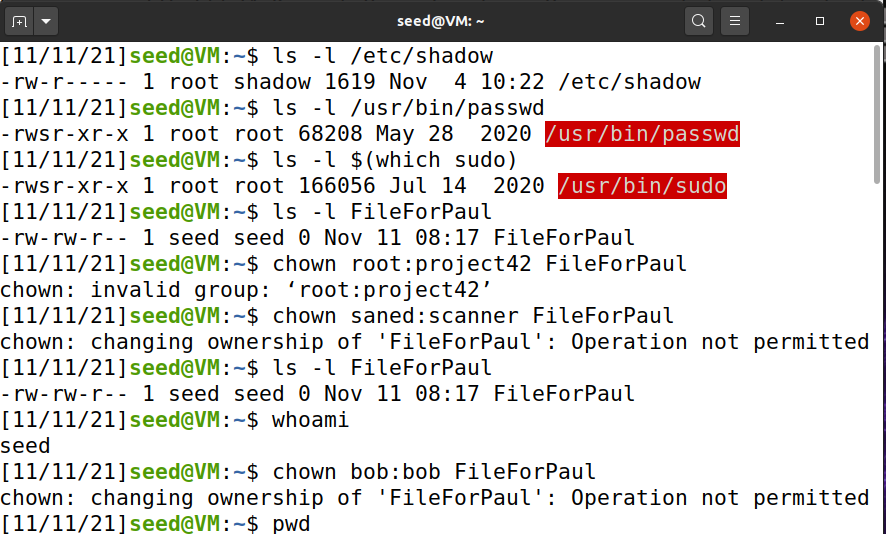 seed@VM: ~
[11/11/21]seed@VM:~$ ls -l /etc/shadow
-rw-r----- 1 root shadow 1619 Nov  4 10:22 /etc/shadow
[11/11/21]seed@VM:~$ ls -l /usr/bin/passwd
-rwsr-xr-x 1 root root 68208 May 28  2020 /usr/bin/passwd
[11/11/21]seed@VM:~$ ls -l $(which sudo)
-rwsr-xr-x 1 root root 166056 Jul 14  2020 /usr/bin/sudo
[11/11/21]seed@VM:~$ ls -l FileForPaul
-rw-rw-r-- 1 seed seed 0 Nov 11 08:17 FileForPaul
[11/11/21]seed@VM:~$ chown root:project42 FileForPaul
chown: invalid group: ‘root:project42’
[11/11/21]seed@VM:~$ chown saned:scanner FileForPaul
chown: changing ownership of 'FileForPaul': Operation not permitted
[11/11/21]seed@VM:~$ ls -l FileForPaul
-rw-rw-r-- 1 seed seed 0 Nov 11 08:17 FileForPaul
[11/11/21]seed@VM:~$ whoami
seed
[11/11/21]seed@VM:~$ chown bob:bob FileForPaul
chown: changing ownership of 'FileForPaul': Operation not permitted
[11/11/21]seed@VM:~$ pwd